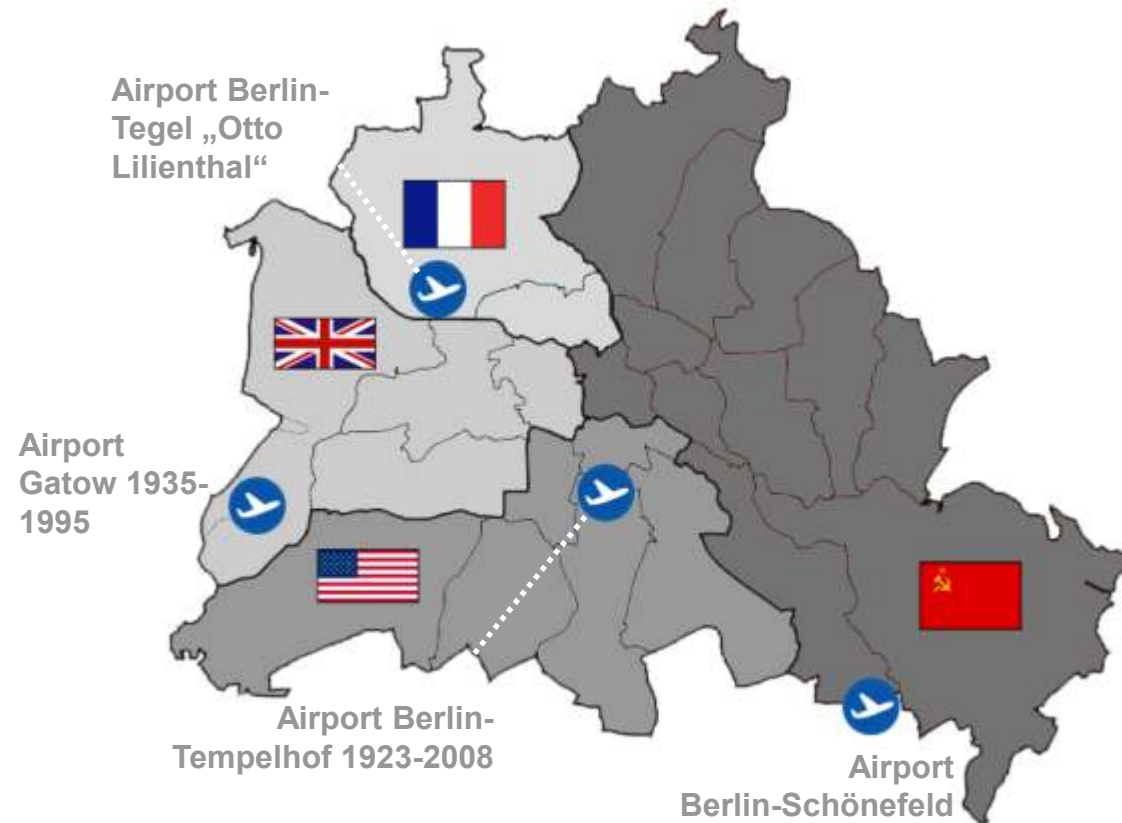 Airport Berlin-
Tegel „Otto
Lilienthal“
Airport
Gatow 1935-
1995
Airport Berlin-
Tempelhof 1923-2008
Airport
Berlin-Schönefeld